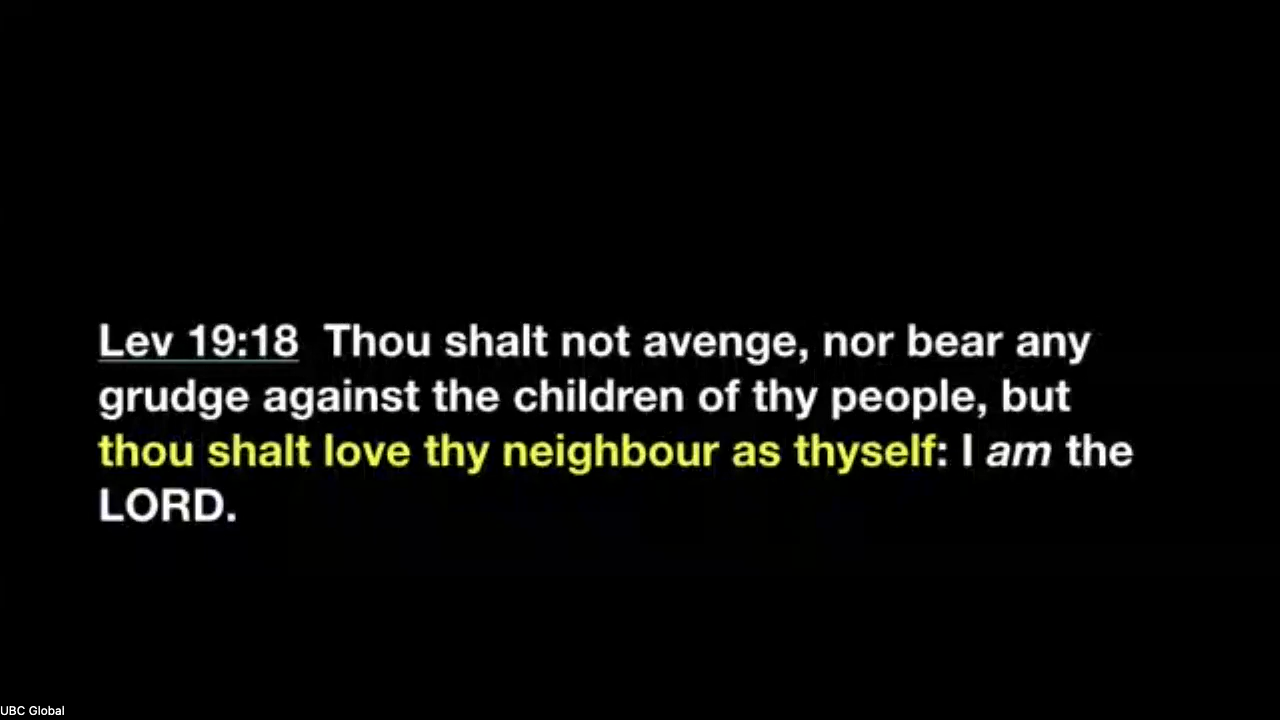 Lev 19:18  Thou shalt not avenge, nor bear any
grudge against the children of thy people, but
thou shalt love thy neighbour as thyself: I am the
LORD.
UBC Global